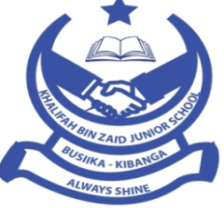 KHALIFAH BIN ZAID JUNIOR SCHOOL
BUSIIKA - KIBANGA
ALWAYS SHINE